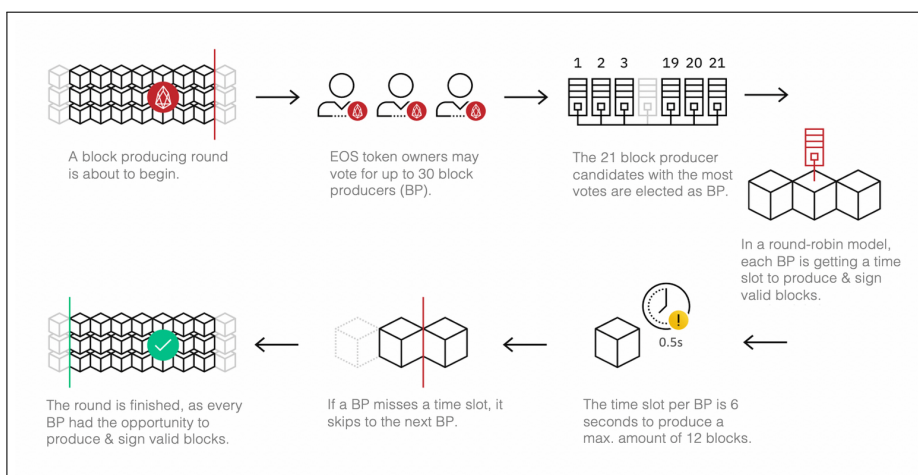 1 2 3 19 20 21
A block producing round
is about to begin.
EOS token owners may
vote for up to 30 block
producers (BP).
The 21 block producer
candidates with the most
votes are elected as BP.
In a round-robin model,
each BP is getting a time
slot to produce & sign
valid blocks.
!
0.5s
The time slot per BP is 6
seconds to produce a
max. amount of 12 blocks.
If a BP misses a time slot, it
skips to the next BP.
The round is finished, as every
BP had the opportunity to
produce & sign valid blocks.